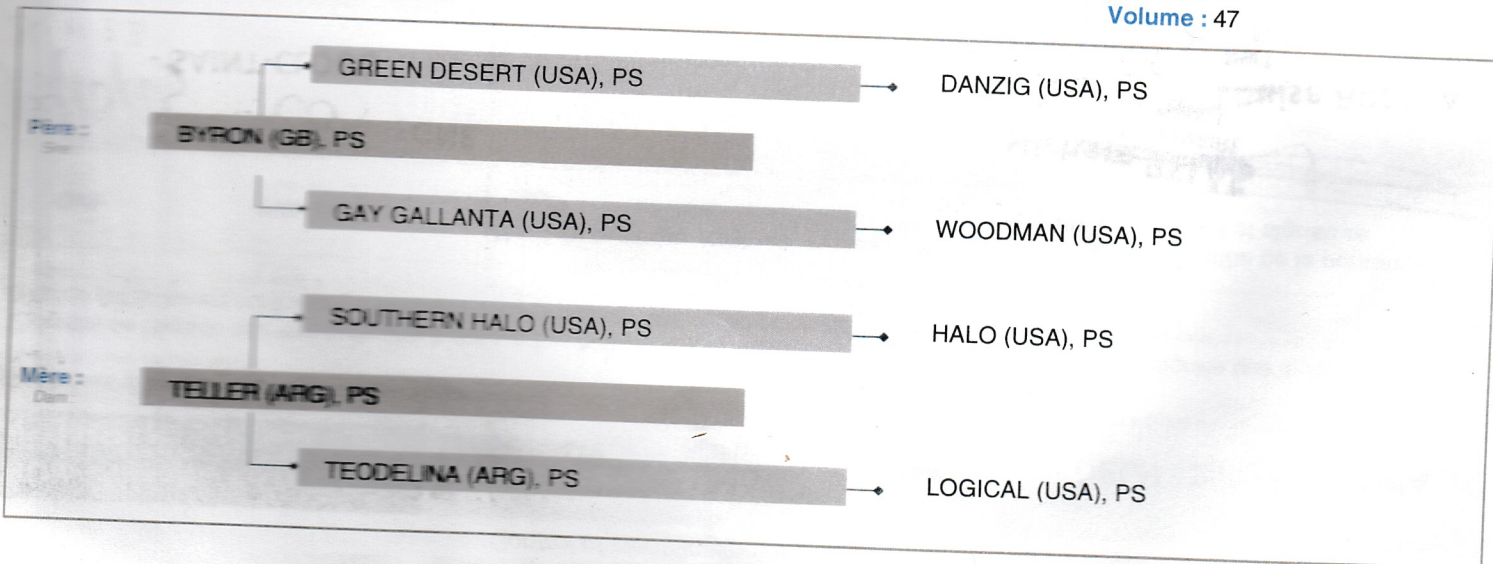 Volume : 47
GREEN DESERT (USA), PS
DANZIG (USA), PS
Père :
BYRON (GB), PS
GAY GALLANTA (USA), PS
WOODMAN (USA), PS
SOUTHERN HALO (USA), PS
HALO (USA), PS
Mère :
Dam
TELLER (ARG), PS
TEODELINA (ARG), PS
LOGICAL (USA), PS